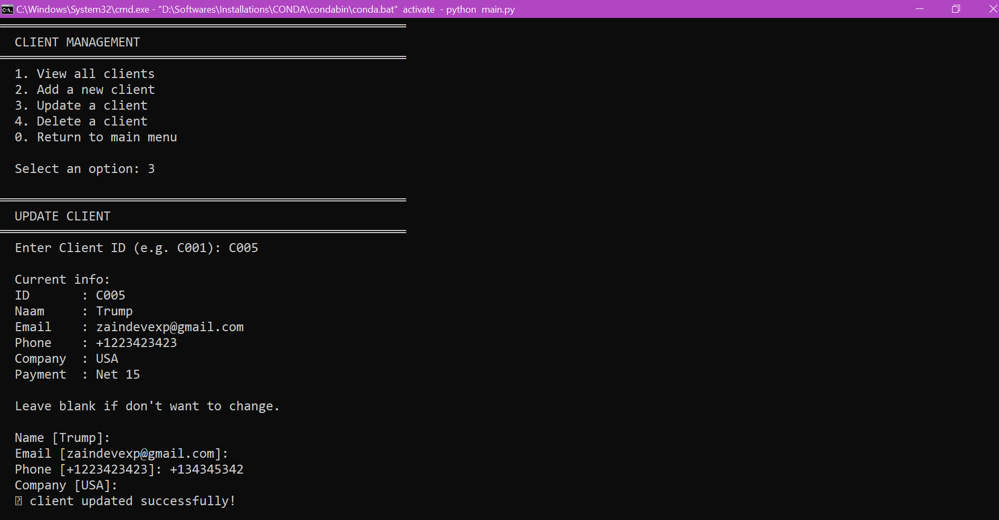 C:\Windows\System32\cmd.exe - "D:\Softwares\Installations\CONDA\condabin\conda.bat"  activate  - python  main.py
CLIENT MANAGEMENT
1. View all clients
2. Add a new client
3. Update a client
4. Delete a client
0. Return to main menu
Select an option: 3
UPDATE CLIENT
Enter Client ID (e.g. C001): C005
Current info:
ID       : C005
Naam     : Trump
Email    : zaindevexp@gmail.com
Phone    : +1223423423
Company  : USA
Payment  : Net 15
Leave blank if don't want to change.
Name [Trump]:
Email [zaindevexp@gmail.com]:
Phone [+1223423423]: +134345342
Company [USA]:
client updated successfully!